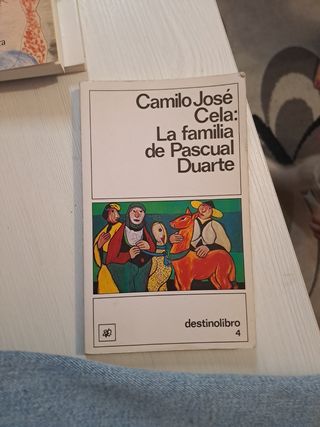 Camilo José
Cela:
La familia
de Pascual
Duarte
destinolibro
4